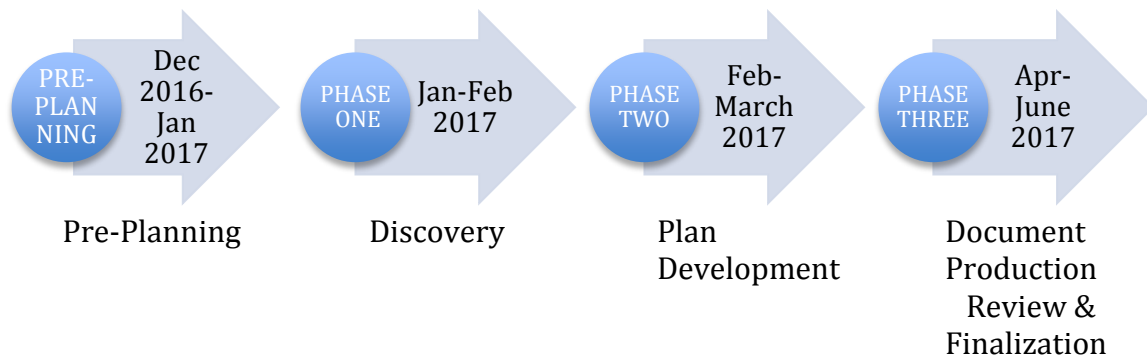 PRE-
PLAN
NING
Dec
2016-
Jan
2017
Pre-Planning
PHASE
ONE
Jan-Feb
2017
Discovery
PHASE
TWO
Feb-
March
2017
Plan
Development
PHASE
THREE
Apr-
June
2017
Document
Production
Review &
Finalization